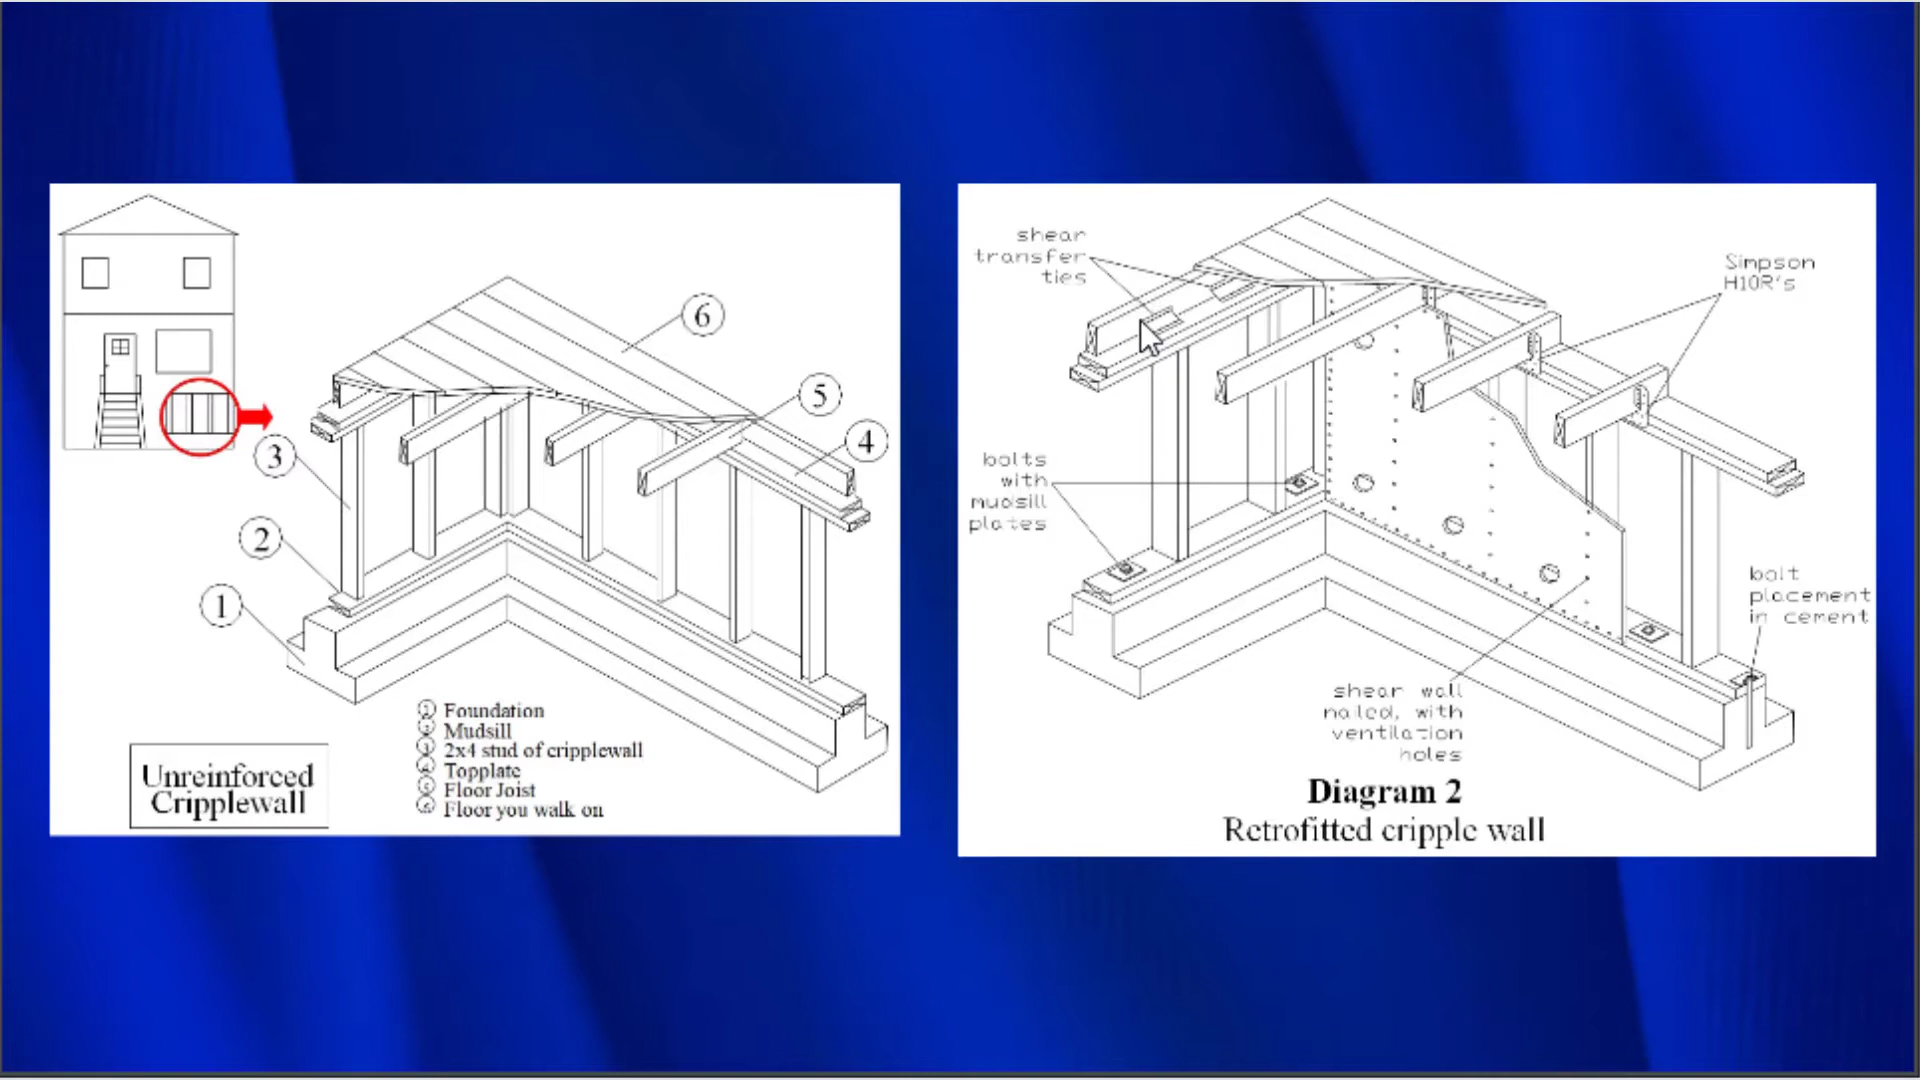 6
5
4
3
2
1
① Foundation
② Mudsill
③ 2x4 stud of cripplewall
④ Topplate
⑤ Floor Joist
⑥ Floor you walk on
Unreinforced
Cripplewall
shear
transfer
ties
Simpson
H10R's
bolts
with
mudsill
plates
bolt
placement
in cement
shear wall
nailed, with
ventilation
holes
Diagram 2
Retrofitted cripple wall